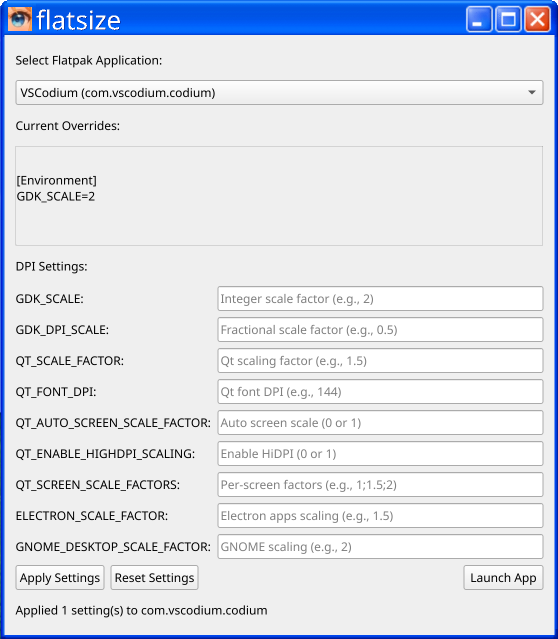 flatsize
Select Flatpak Application:
VSCodium (com.vscodium.codium)
Current Overrides:
[Environment]
GDK_SCALE=2
DPI Settings:
GDK_SCALE: Integer scale factor (e.g., 2)
GDK_DPI_SCALE: Fractional scale factor (e.g., 0.5)
QT_SCALE_FACTOR: Qt scaling factor (e.g., 1.5)
QT_FONT_DPI: Qt font DPI (e.g., 144)
QT_AUTO_SCREEN_SCALE_FACTOR: Auto screen scale (0 or 1)
QT_ENABLE_HIGHDPI_SCALING: Enable HiDPI (0 or 1)
QT_SCREEN_SCALE_FACTORS: Per-screen factors (e.g., 1;1.5;2)
ELECTRON_SCALE_FACTOR: Electron apps scaling (e.g., 1.5)
GNOME_DESKTOP_SCALE_FACTOR: GNOME scaling (e.g., 2)
Apply Settings Reset Settings Launch App
Applied 1 setting(s) to com.vscodium.codium